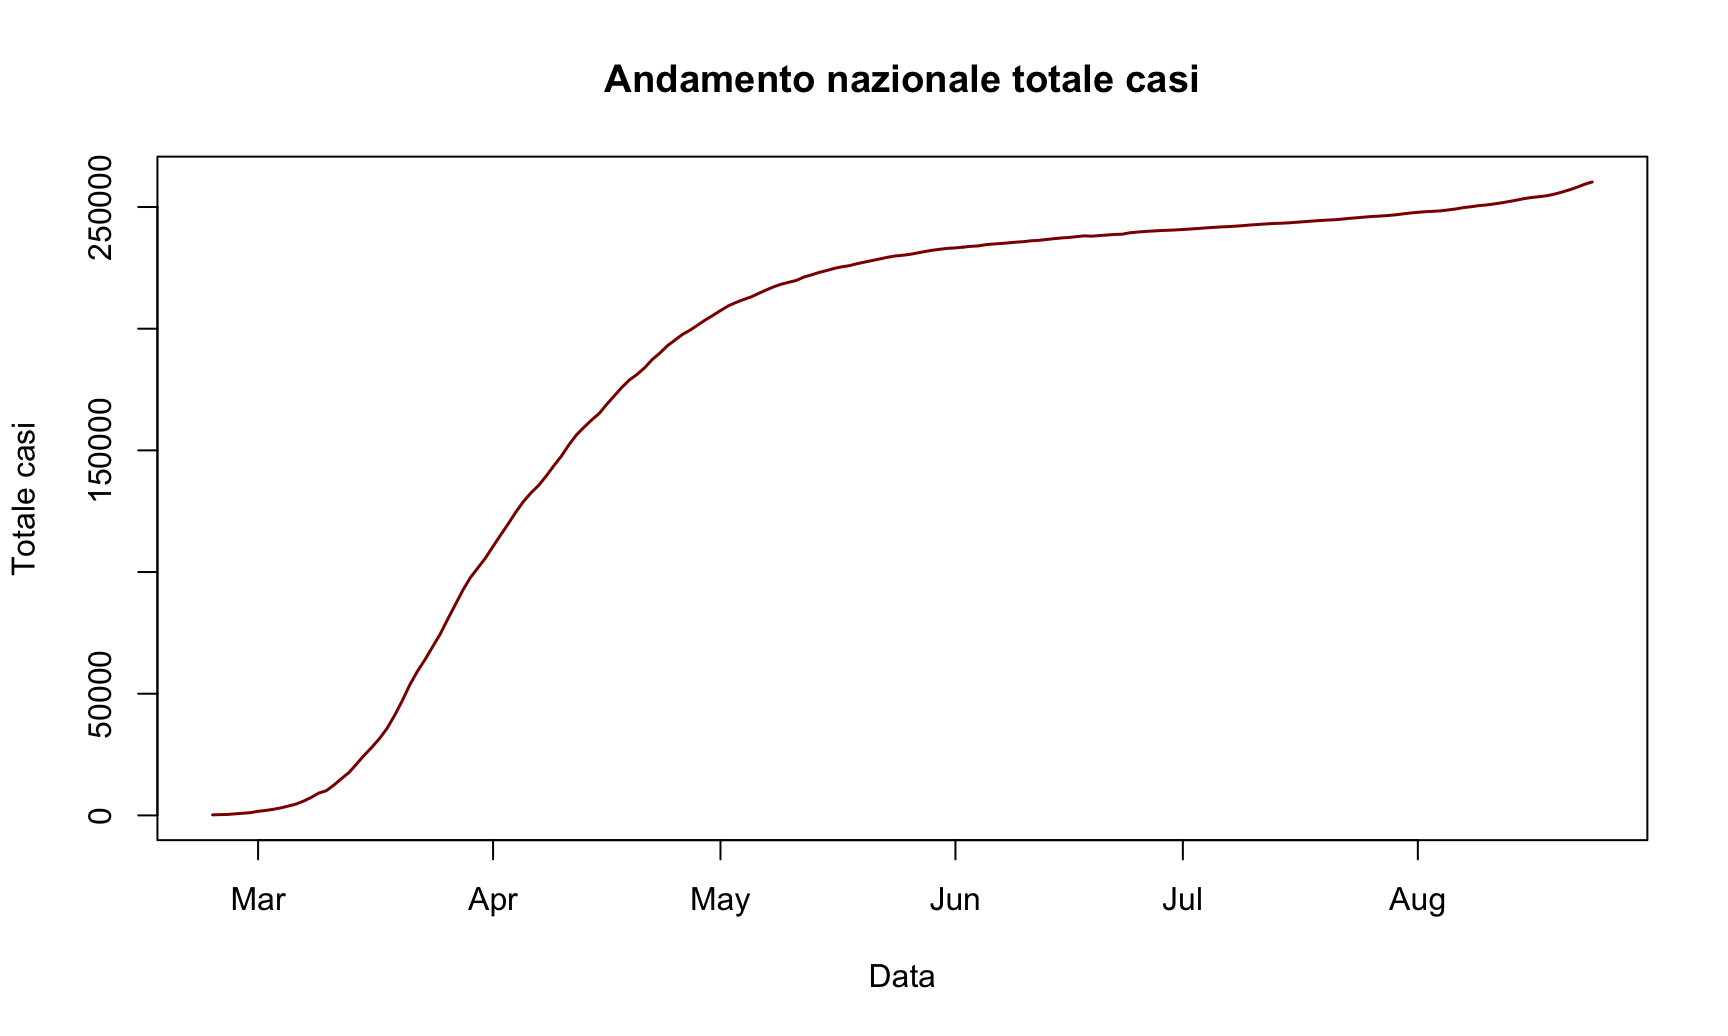 Andamento nazionale totale casi
250000
150000
50000
0
Totale casi
Mar Apr May Jun Jul Aug
Data